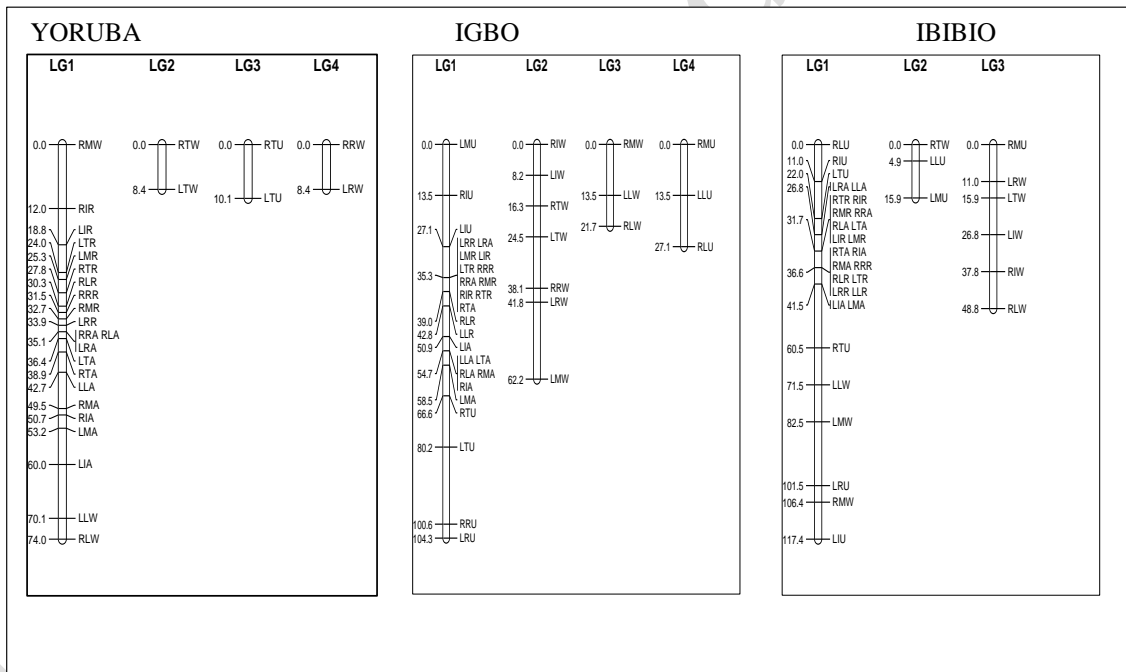 YORUBA IGBO IBIBIO
LG1 LG2 LG3 LG4
0.0 RMW
12.0 RIR
18.8 LIR
24.0 LTR
25.3 LMR
27.8 RTR
30.3 RLR
31.5 RRR
32.7 RMR
33.9 LRR
35.1 RRA RLA
LRA
36.4 LTA
38.9 RTA
42.7 LLA
49.5 RMA
50.7 RIA
53.2 LMA
60.0 LIA
70.1 LLW
74.0 RLW
0.0 RTW
8.4 LTW
0.0 RTU
10.1 LTU
0.0 RRW
8.4 LRW
LG1 LG2 LG3 LG4
0.0 LMU
13.5 RIU
27.1 LIU
LRR LRA
LMR LIR
35.3 LTR RRR
RRA RMR
RIR RTR
RTA
39.0 RLR
42.8 LLR
50.9 LIA
LLA LTA
54.7 RLA RMA
RIA
58.5 LMA
66.6 RTU
80.2 LTU
100.6 RRU
104.3 LRU
0.0 RIW
8.2 LIW
16.3 RTW
24.5 LTW
38.1 RRW
41.8 LRW
62.2 LMW
0.0 RMW
13.5 LLW
21.7 RLW
0.0 RMU
13.5 LLU
27.1 RLU
LG1 LG2 LG3
0.0 RLU
11.0 RIU
22.0 LTU
26.8 LRA LLA
RTR RIR
31.7 RMR RRA
RLA LTA
LIR LMR
RTA RIA
36.6 RMA RRR
RLR LTR
LRR LLR
41.5 LIA LMA
60.5 RTU
71.5 LLW
82.5 LMW
101.5 LRU
106.4 RMW
117.4 LIU
0.0 RTW
4.9 LLU
15.9 LMU
0.0 RMU
11.0 LRW
15.9 LTW
26.8 LIW
37.8 RIW
48.8 RLW